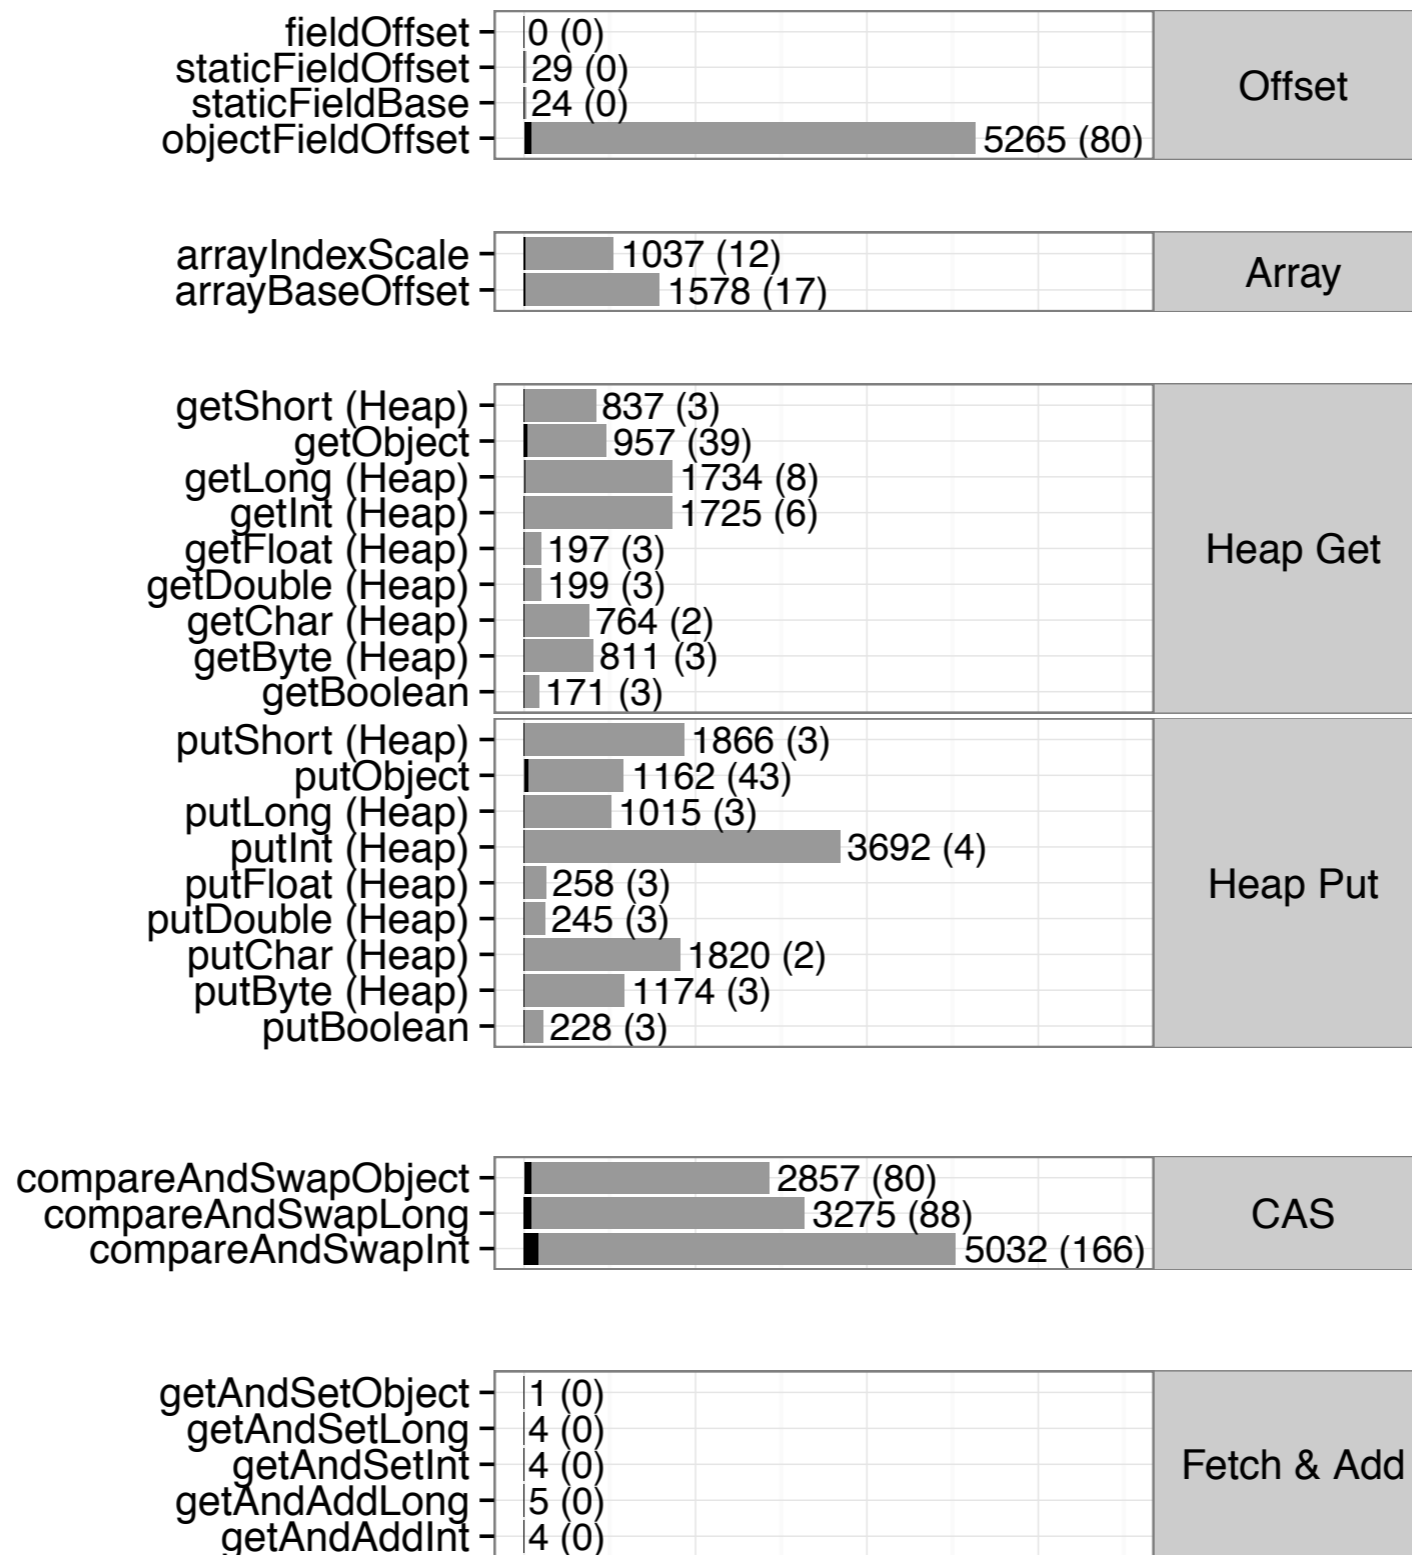 fieldOffset 0 (0)
staticFieldOffset 29 (0)
staticFieldBase 24 (0)
objectFieldOffset 5265 (80)
Offset
arrayIndexScale 1037 (12)
arrayBaseOffset 1578 (17)
Array
getShort (Heap) 837 (3)
getObject 957 (39)
getLong (Heap) 1734 (8)
getInt (Heap) 1725 (6)
getFloat (Heap) 197 (3)
getDouble (Heap) 199 (3)
getChar (Heap) 764 (2)
getByte (Heap) 811 (3)
getBoolean 171 (3)
Heap Get
putShort (Heap) 1866 (3)
putObject 1162 (43)
putLong (Heap) 1015 (3)
putInt (Heap) 3692 (4)
putFloat (Heap) 258 (3)
putDouble (Heap) 245 (3)
putChar (Heap) 1820 (2)
putByte (Heap) 1174 (3)
putBoolean 228 (3)
Heap Put
compareAndSwapObject 2857 (80)
compareAndSwapLong 3275 (88)
compareAndSwapInt 5032 (166)
CAS
getAndSetObject 1 (0)
getAndSetLong 4 (0)
getAndSetInt 4 (0)
getAndAddLong 5 (0)
getAndAddInt 4 (0)
Fetch & Add